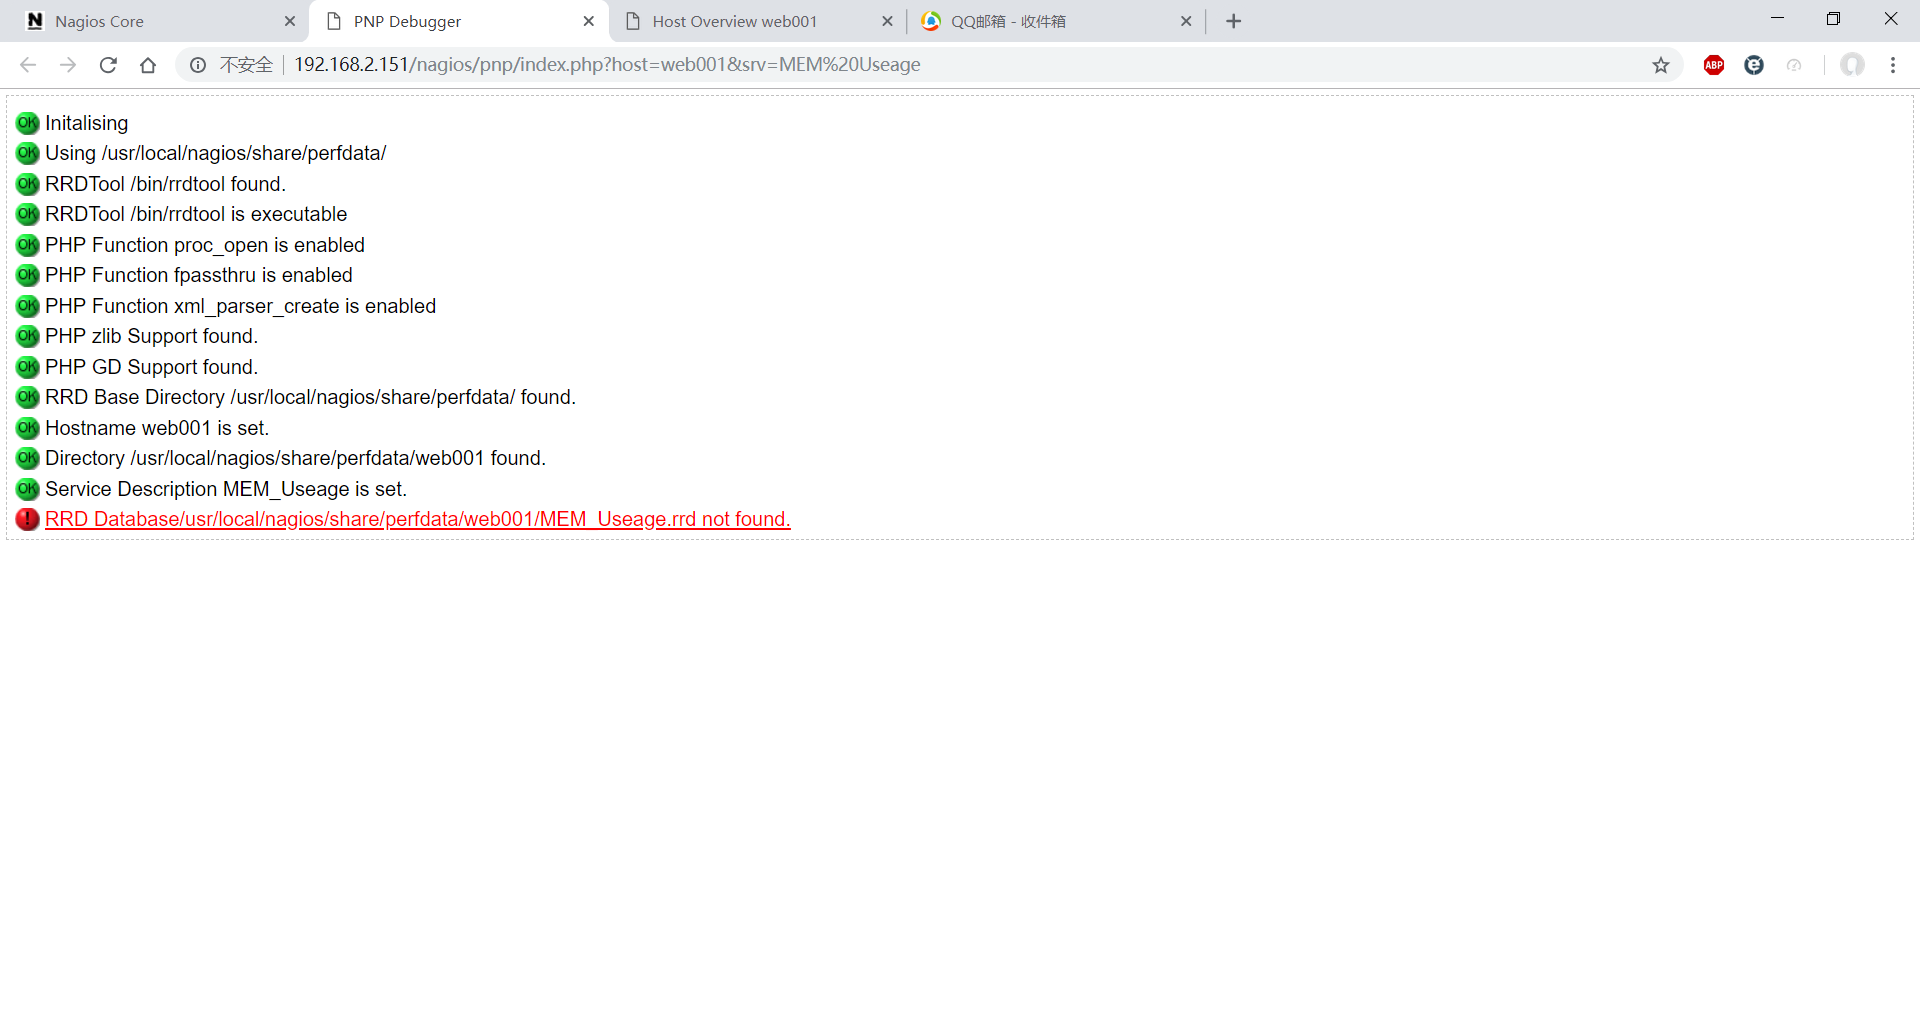 Nagios Core
PNP Debugger
Host Overview web001
QQ邮箱 - 收件箱
不安全 192.168.2.151/nagios/pnp/index.php?host=web001&srv=MEM%20Useage
ABP
OK Initalising
OK Using /usr/local/nagios/share/perfdata/
OK RRDTool /bin/rrdtool found.
OK RRDTool /bin/rrdtool is executable
OK PHP Function proc_open is enabled
OK PHP Function fpassthru is enabled
OK PHP Function xml_parser_create is enabled
OK PHP zlib Support found.
OK PHP GD Support found.
OK RRD Base Directory /usr/local/nagios/share/perfdata/ found.
OK Hostname web001 is set.
OK Directory /usr/local/nagios/share/perfdata/web001 found.
OK Service Description MEM_Useage is set.
! RRD Database/usr/local/nagios/share/perfdata/web001/MEM_Useage.rrd not found.